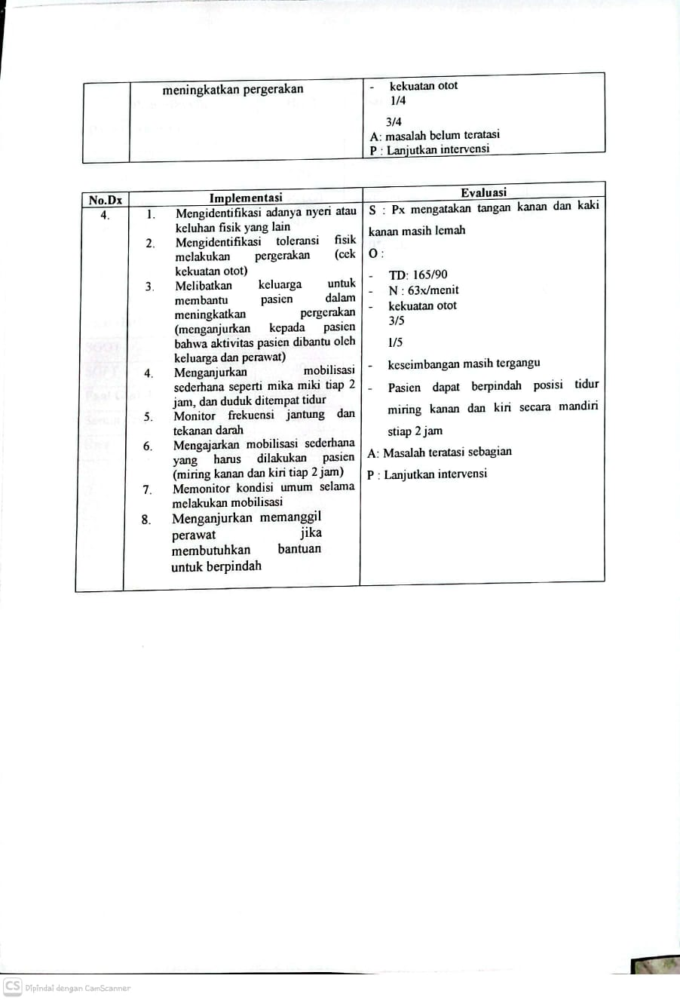 meningkatkan pergerakan
- kekuatan otot
1/4
3/4
A: masalah belum teratasi
P : Lanjutkan intervensi
No.Dx
Implementasi
Evaluasi
4.
1. Mengidentifikasi adanya nyeri atau
keluhan fisik yang lain
2. Mengidentifikasi toleransi fisik
melakukan pergerakan (cek
kekuatan otot)
3. Melibatkan keluarga untuk
membantu pasien dalam
meningkatkan pergerakan
(menganjurkan kepada pasien
bahwa aktivitas pasien dibantu oleh
keluarga dan perawat)
4. Menganjurkan mobilisasi
sederhana seperti mika miki tiap 2
jam, dan duduk ditempat tidur
5. Monitor frekuensi jantung dan
tekanan darah
6. Mengajarkan mobilisasi sederhana
yang harus dilakukan pasien
(miring kanan dan kiri tiap 2 jam)
7. Memonitor kondisi umum selama
melakukan mobilisasi
8. Menganjurkan memanggil
perawat jika
membutuhkan bantuan
untuk berpindah
S : Px mengatakan tangan kanan dan kaki
kanan masih lemah
O :
- TD: 165/90
- N : 63x/menit
- kekuatan otot
3/5
1/5
- keseimbangan masih tergangu
- Pasien dapat berpindah posisi tidur
miring kanan dan kiri secara mandiri
stiap 2 jam
A: Masalah teratasi sebagian
P : Lanjutkan intervensi
CS Dipindai dengan CamScanner